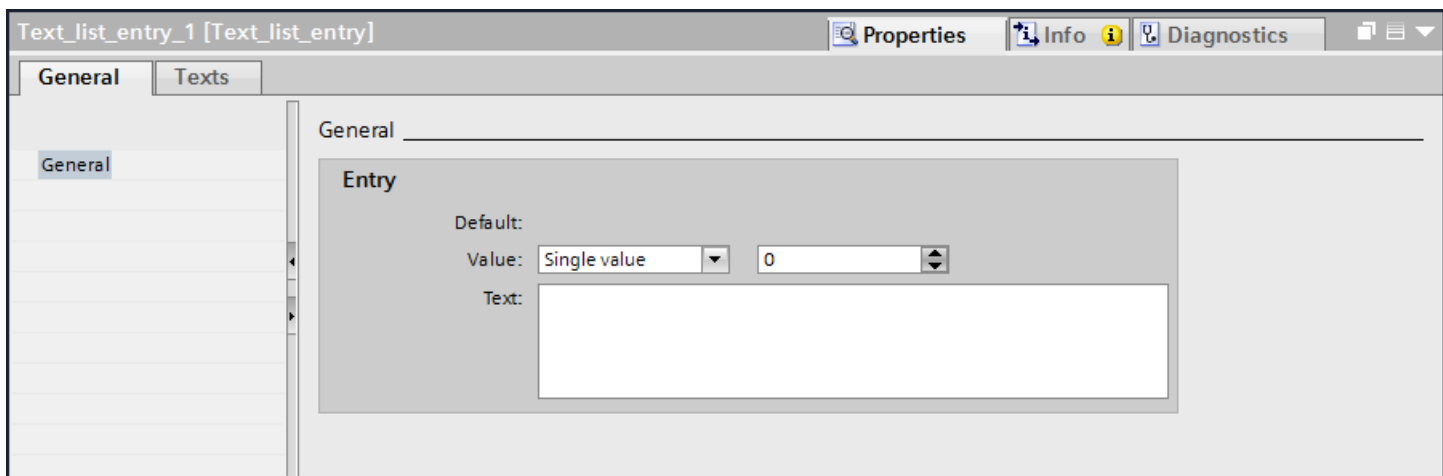 Text_list_entry_1 [Text_list_entry]
Properties
Info
Diagnostics
General
Texts
General
General
Entry
Default:
Value: Single value 0
Text: